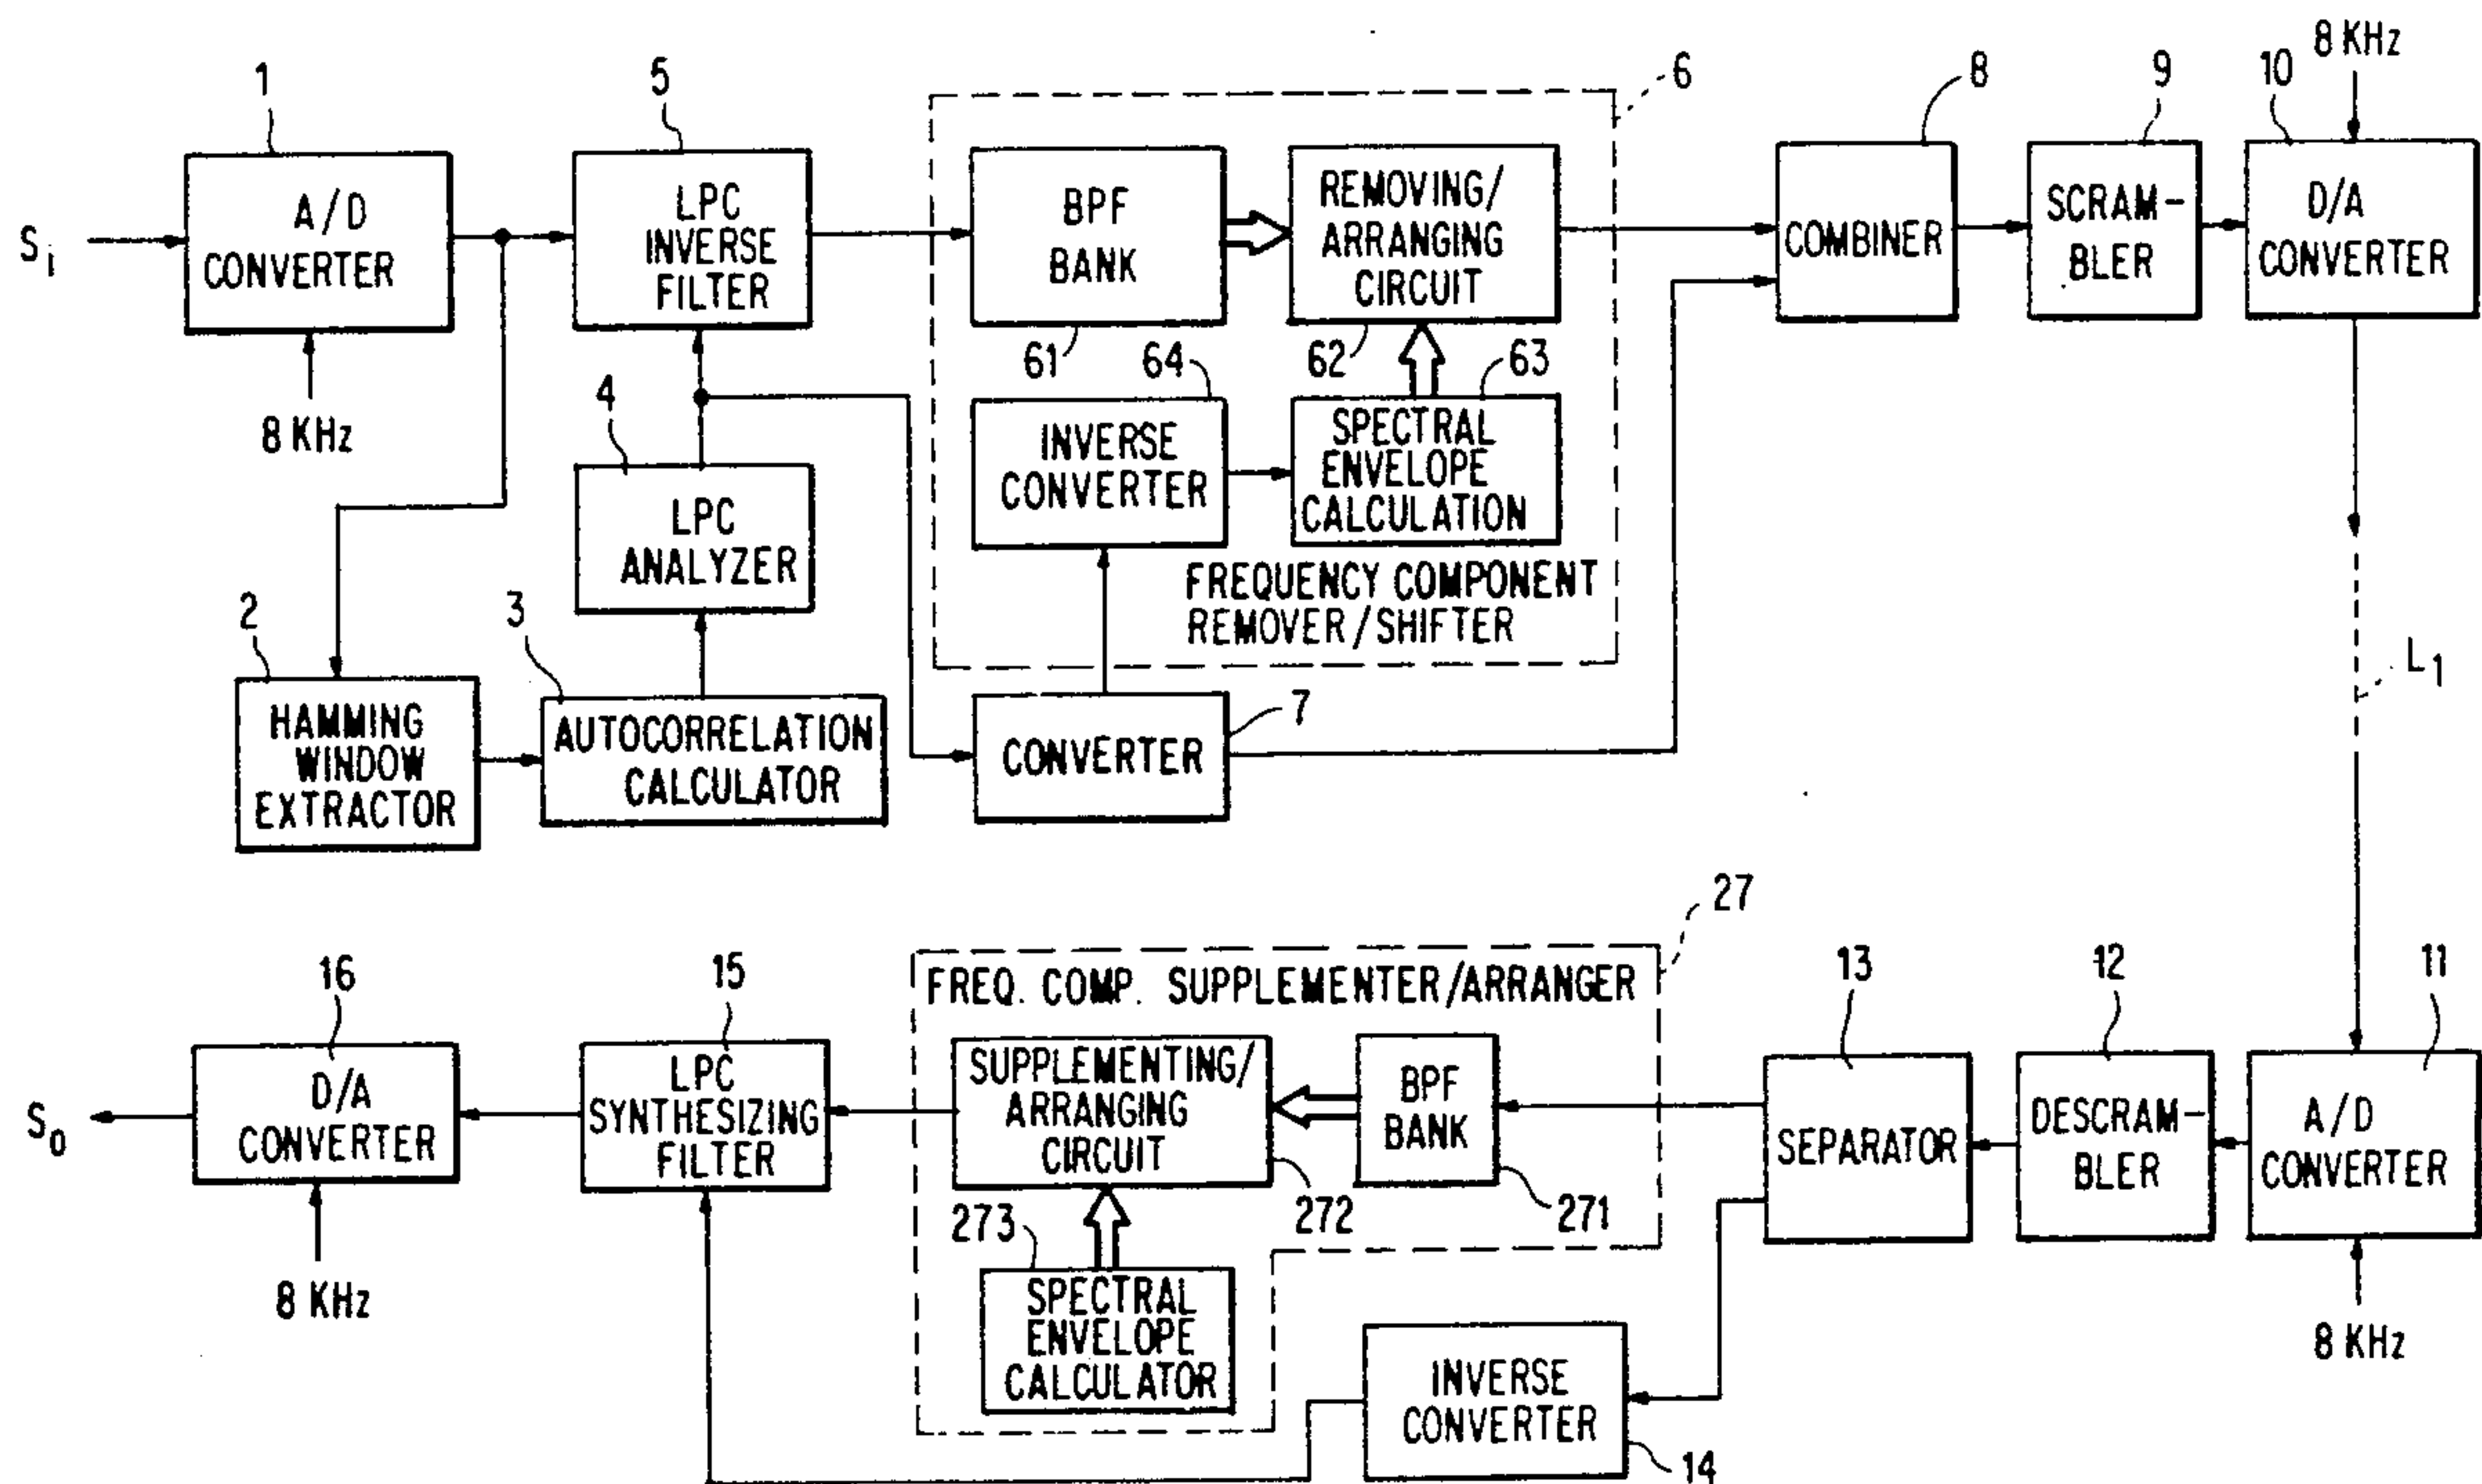 1
5
6
8
9
10
8 KHz
S i
A/D
CONVERTER
8 KHz
LPC
INVERSE
FILTER
BPF
BANK
61
REMOVING/
ARRANGING
CIRCUIT
62
64
63
INVERSE
CONVERTER
SPECTRAL
ENVELOPE
CALCULATION
FREQUENCY COMPONENT
REMOVER/SHIFTER
COMBINER
SCRAM-
BLER
D/A
CONVERTER
4
LPC
ANALYZER
2
HAMMING
WINDOW
EXTRACTOR
3
AUTOCORRELATION
CALCULATOR
7
CONVERTER
L1
27
16
15
13
12
11
FREQ. COMP. SUPPLEMENTER/ARRANGER
S0
D/A
CONVERTER
8 KHz
LPC
SYNTHESIZING
FILTER
SUPPLEMENTING/
ARRANGING
CIRCUIT
272
BPF
BANK
271
273
SPECTRAL
ENVELOPE
CALCULATOR
SEPARATOR
DESCRAM-
BLER
A/D
CONVERTER
8 KHz
INVERSE
CONVERTER
14